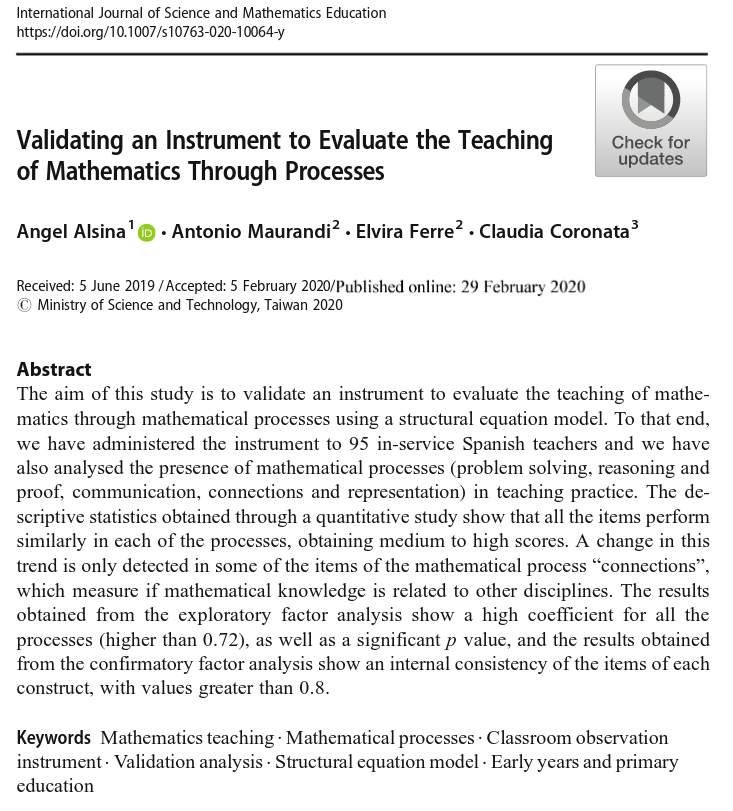 International Journal of Science and Mathematics Education
https://doi.org/10.1007/s10763-020-10064-y
Check for
updates
Validating an Instrument to Evaluate the Teaching
of Mathematics Through Processes
Angel Alsina1 iD · Antonio Maurandi2 · Elvira Ferre2 · Claudia Coronata3
Received: 5 June 2019 / Accepted: 5 February 2020/Published online: 29 February 2020
© Ministry of Science and Technology, Taiwan 2020
Abstract
The aim of this study is to validate an instrument to evaluate the teaching of mathe-
matics through mathematical processes using a structural equation model. To that end,
we have administered the instrument to 95 in-service Spanish teachers and we have
also analysed the presence of mathematical processes (problem solving, reasoning and
proof, communication, connections and representation) in teaching practice. The de-
scriptive statistics obtained through a quantitative study show that all the items perform
similarly in each of the processes, obtaining medium to high scores. A change in this
trend is only detected in some of the items of the mathematical process “connections”,
which measure if mathematical knowledge is related to other disciplines. The results
obtained from the exploratory factor analysis show a high coefficient for all the
processes (higher than 0.72), as well as a significant p value, and the results obtained
from the confirmatory factor analysis show an internal consistency of the items of each
construct, with values greater than 0.8.
Keywords Mathematics teaching · Mathematical processes · Classroom observation
instrument · Validation analysis · Structural equation model · Early years and primary
education